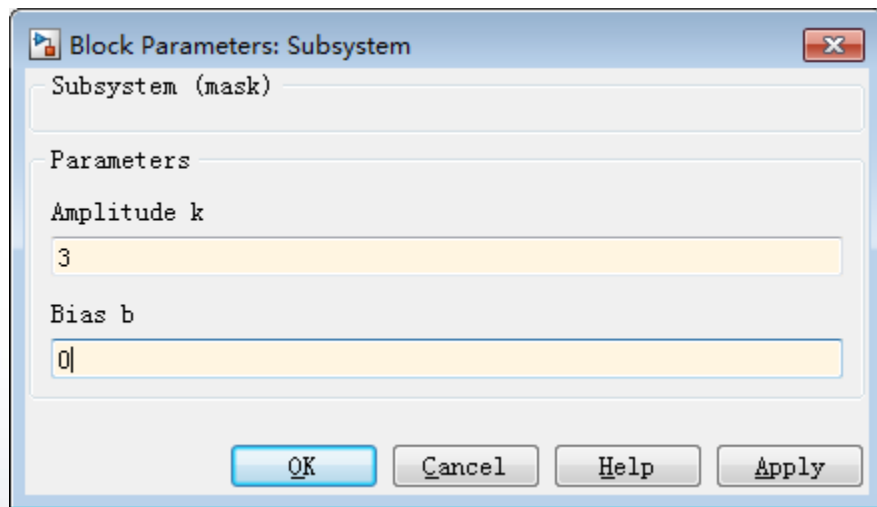 Block Parameters: Subsystem
Subsystem (mask)
Parameters
Amplitude k
3
Bias b
0
OK Cancel Help Apply